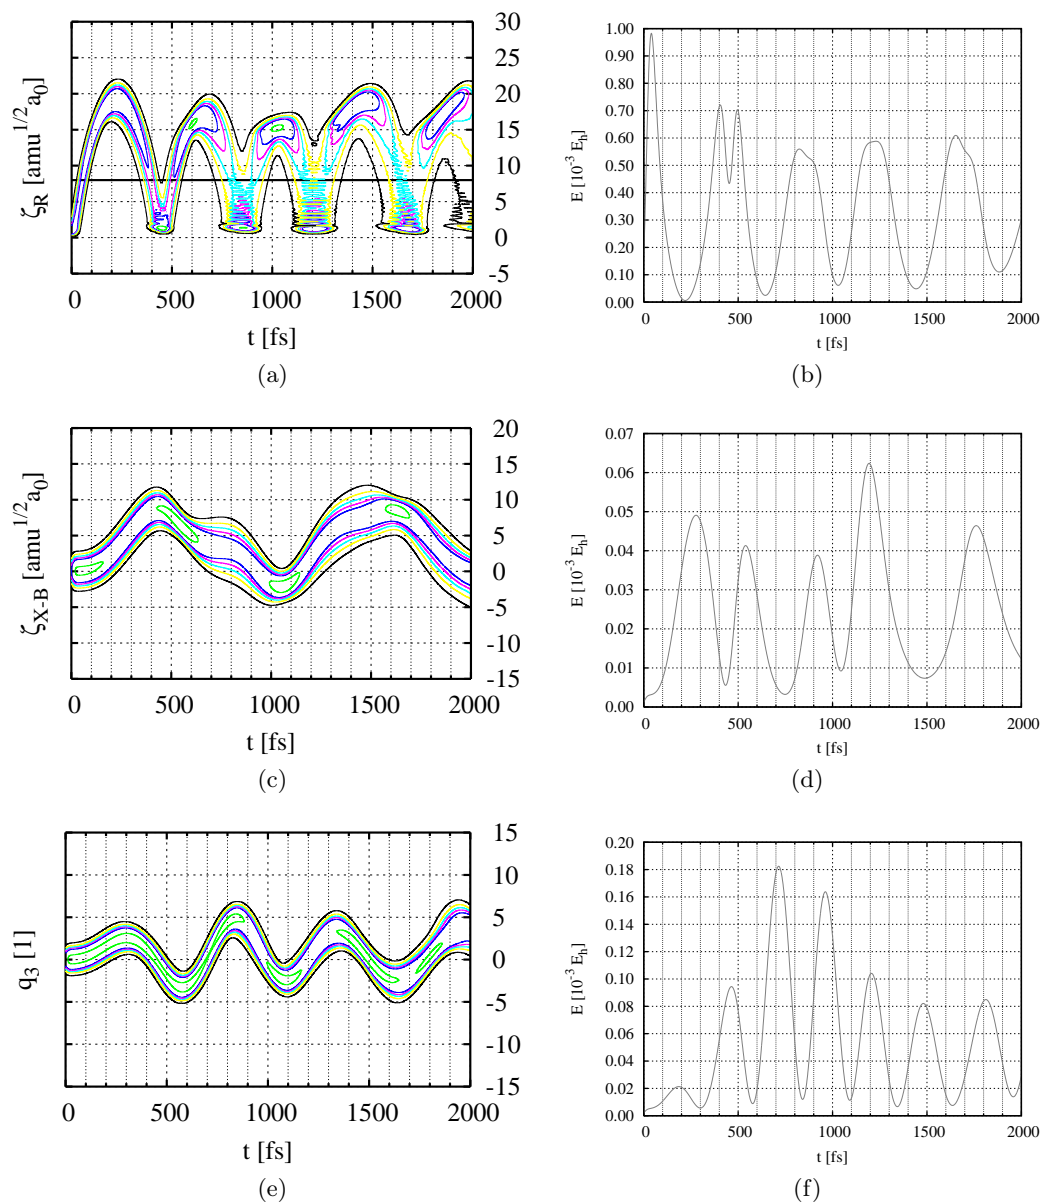 30
25
20
15
10
5
0
-5
ζR [amu1/2 a0]
0 500 1000 1500 2000
t [fs]
(a)
1.00
0.90
0.80
0.70
0.60
0.50
0.40
0.30
0.20
0.10
0.00
E [10-3 Eh]
0 500 1000 1500 2000
t [fs]
(b)
20
15
10
5
0
-5
-10
-15
ζX-B [amu1/2a0]
0 500 1000 1500 2000
t [fs]
(c)
0.07
0.06
0.05
0.04
0.03
0.02
0.01
0.00
E [10-3 Eh]
0 500 1000 1500 2000
t [fs]
(d)
15
10
5
0
-5
-10
-15
q3 [1]
0 500 1000 1500 2000
t [fs]
(e)
0.20
0.18
0.16
0.14
0.12
0.10
0.08
0.06
0.04
0.02
0.00
E [10-3 Eh]
0 500 1000 1500 2000
t [fs]
(f)